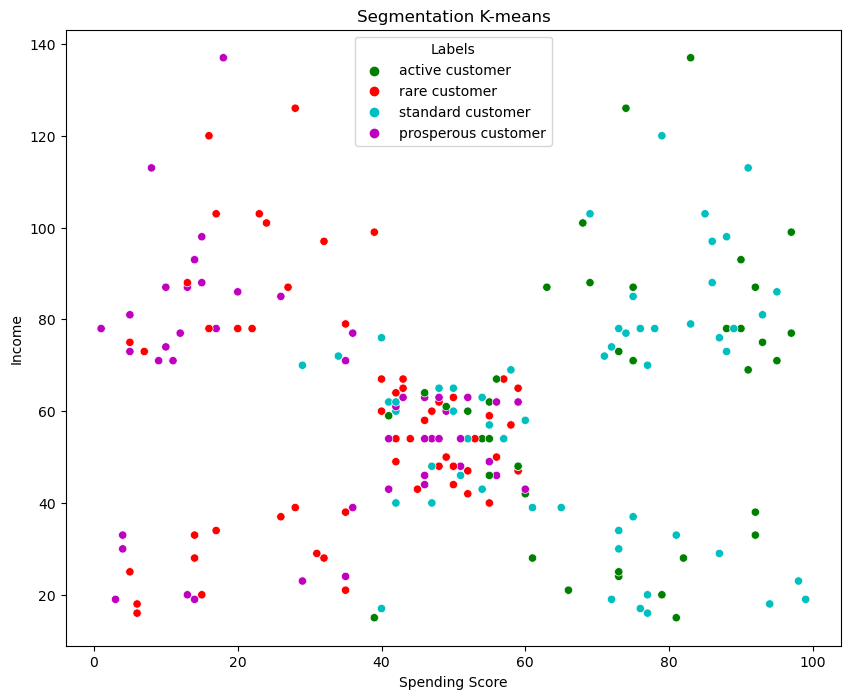 Segmentation K-means
Labels
active customer
rare customer
standard customer
prosperous customer
140
120
100
80
60
40
20
Income
0
20
40
60
80
100
Spending Score